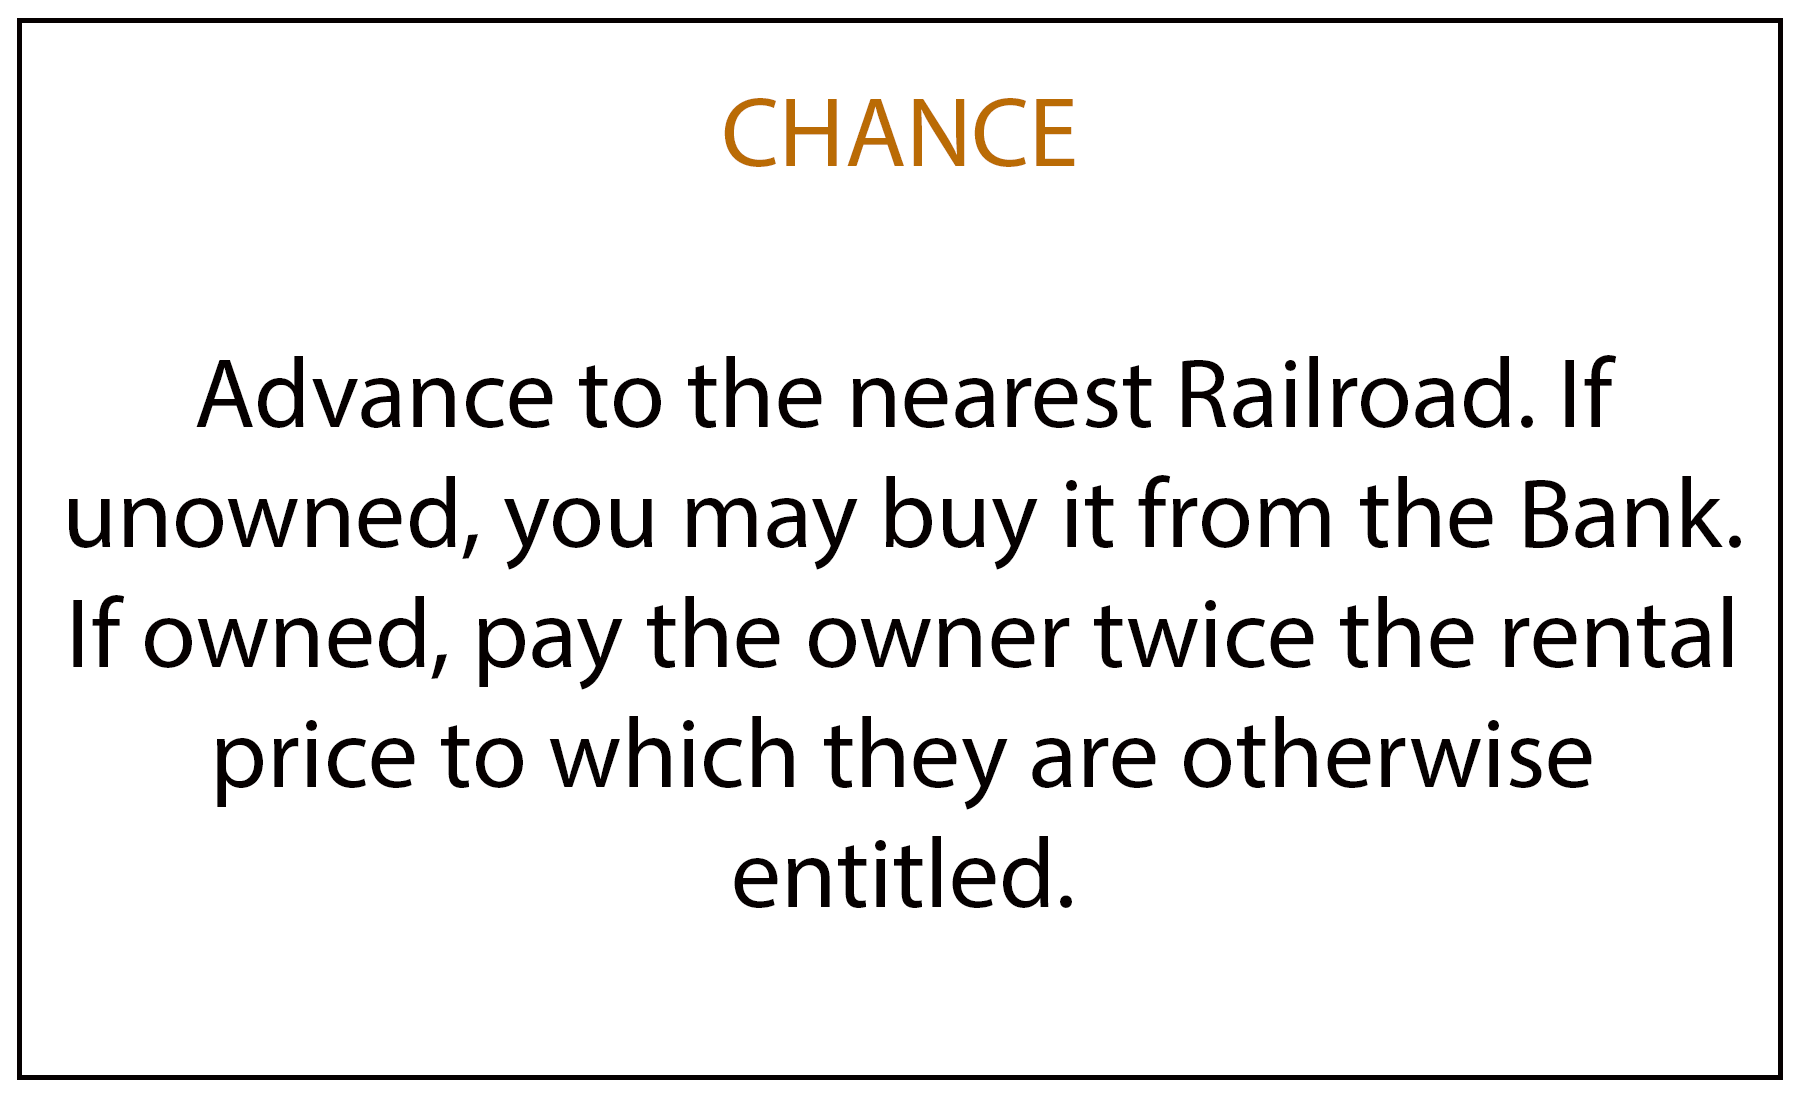 CHANCE
Advance to the nearest Railroad. If
unowned, you may buy it from the Bank.
If owned, pay the owner twice the rental
price to which they are otherwise
entitled.